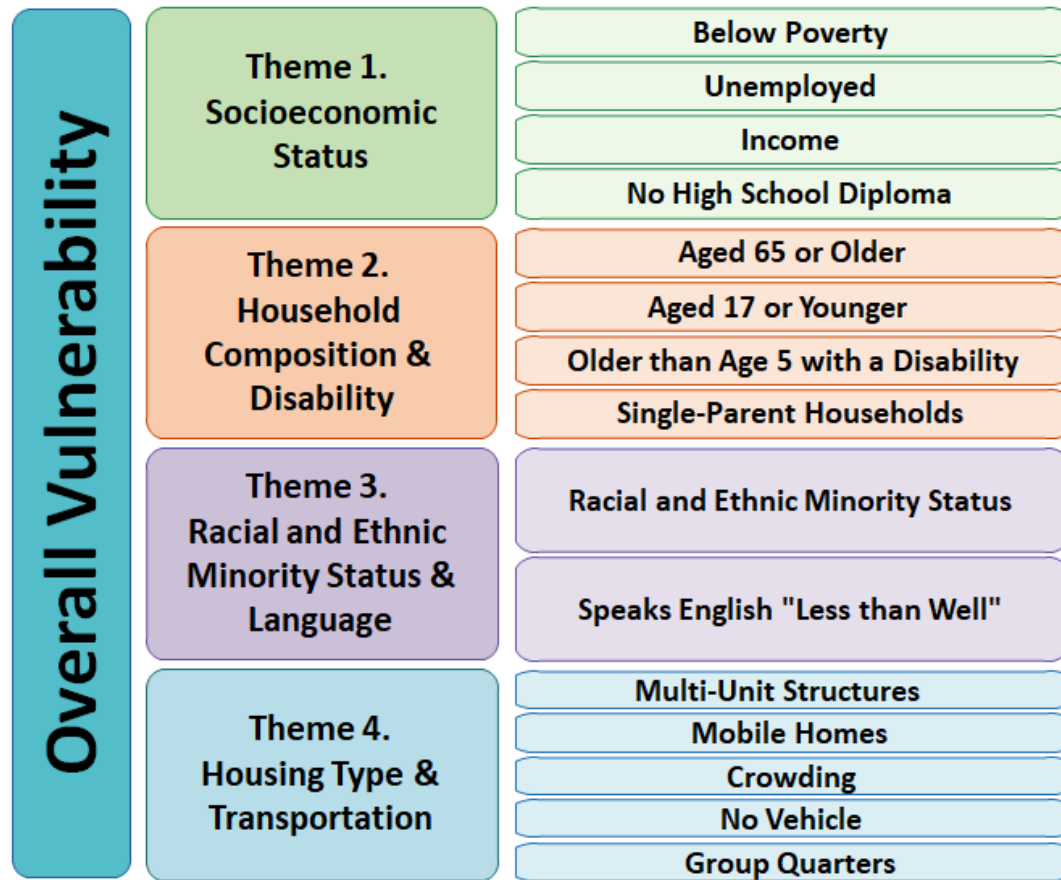 Overall Vulnerability
Theme 1.
Socioeconomic
Status
Below Poverty
Unemployed
Income
No High School Diploma
Theme 2.
Household
Composition &
Disability
Aged 65 or Older
Aged 17 or Younger
Older than Age 5 with a Disability
Single-Parent Households
Theme 3.
Racial and Ethnic
Minority Status &
Language
Racial and Ethnic Minority Status
Speaks English "Less than Well"
Theme 4.
Housing Type &
Transportation
Multi-Unit Structures
Mobile Homes
Crowding
No Vehicle
Group Quarters